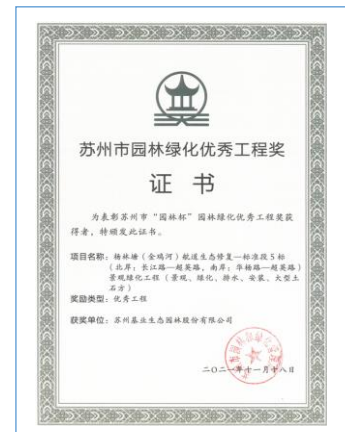 苏州市园林绿化优秀工程奖
证 书
为表彰苏州市“园林杯”园林绿化优秀工程奖获
得者，特颁发此证书。
项目名称：杨林塘（金鸡河）航道生态修复—标准段5标
（北岸：长江路—超英路，南岸：华杨路—超英路）
景观绿化工程（景观、绿化、排水、安装、大型土
石方）
奖励类型：优秀工程
获奖单位：苏州基业生态园林股份有限公司
二〇二一年十一月十八日